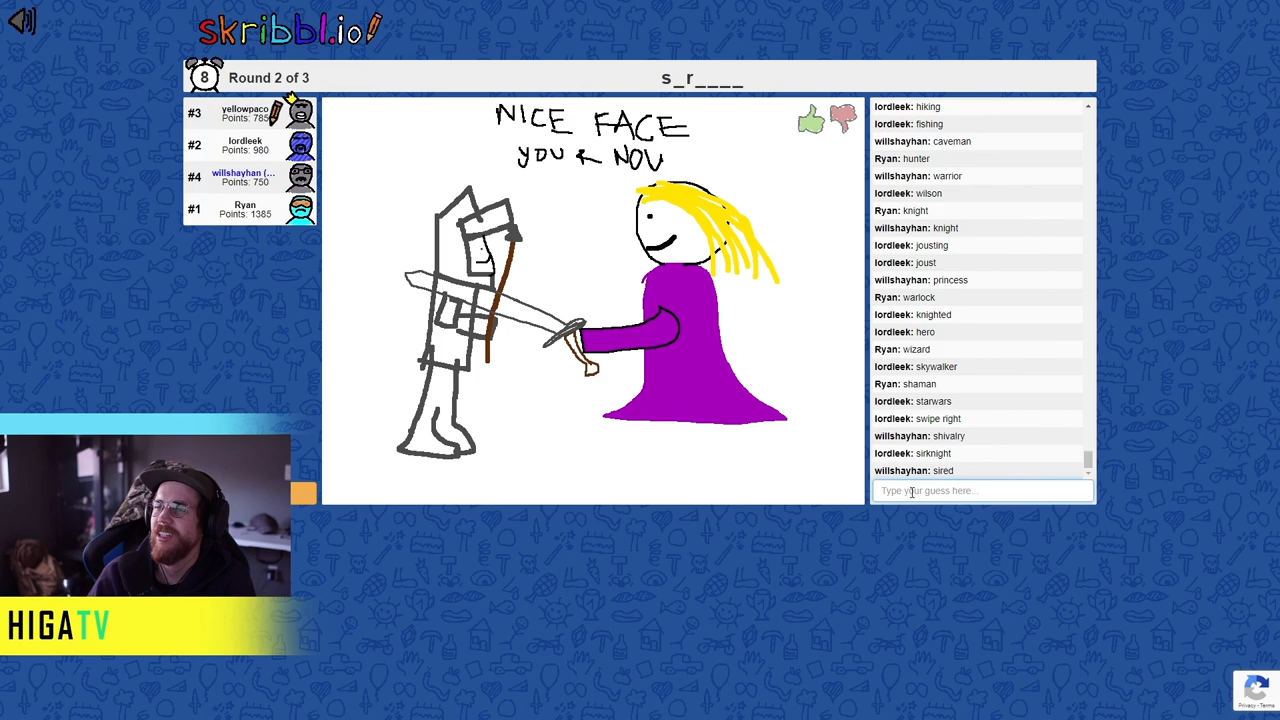 skribbl.io
8 Round 2 of 3
s_r____
#3 yellowpaco
Points: 785
#2 lordleek
Points: 980
#4 willshayhan (...
Points: 750
#1 Ryan
Points: 1385
NICE FACE
YOU R NOW
lordleek: hiking
lordleek: fishing
willshayhan: caveman
Ryan: hunter
willshayhan: warrior
lordleek: wilson
Ryan: knight
willshayhan: knight
lordleek: jousting
lordleek: joust
willshayhan: princess
Ryan: warlock
lordleek: knighted
lordleek: hero
Ryan: wizard
lordleek: skywalker
Ryan: shaman
lordleek: starwars
lordleek: swipe right
willshayhan: shivalry
lordleek: sirknight
willshayhan: sired
Type your guess here...
HIGATV
Privacy - Terms